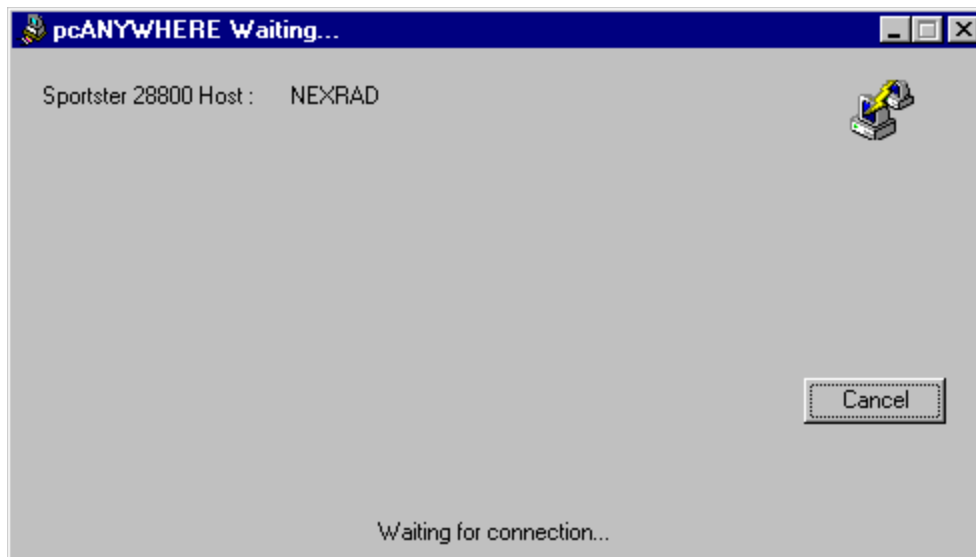 pcANYWHERE Waiting...
Sportster 28800 Host : NEXRAD
Cancel
Waiting for connection...